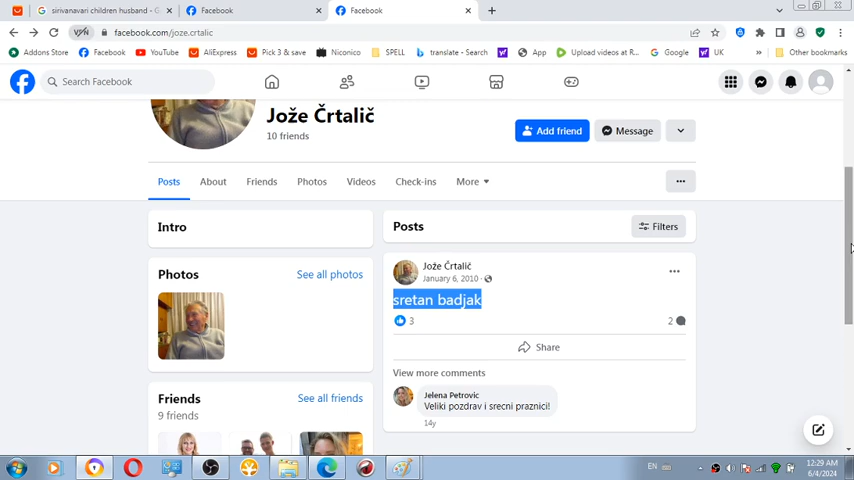 sirivanavari children husband - G
Facebook
Facebook
facebook.com/joze.crtalic
Addons Store
Facebook
YouTube
AliExpress
Pick 3 & save
Niconico
SPELL
translate - Search
UK
App
Upload videos at R...
Google
UK
Other bookmarks
Search Facebook
Jože Črtalič
10 friends
Add friend
Message
Posts
About
Friends
Photos
Videos
Check-ins
More
Intro
Posts
Filters
Photos
See all photos
Jože Črtalič
January 6, 2010
sretan badjak
3
2
Share
View more comments
Jelena Petrovic
Veliki pozdrav i srecni praznici!
14y
Friends
See all friends
9 friends
EN
12:29 AM
6/4/2024